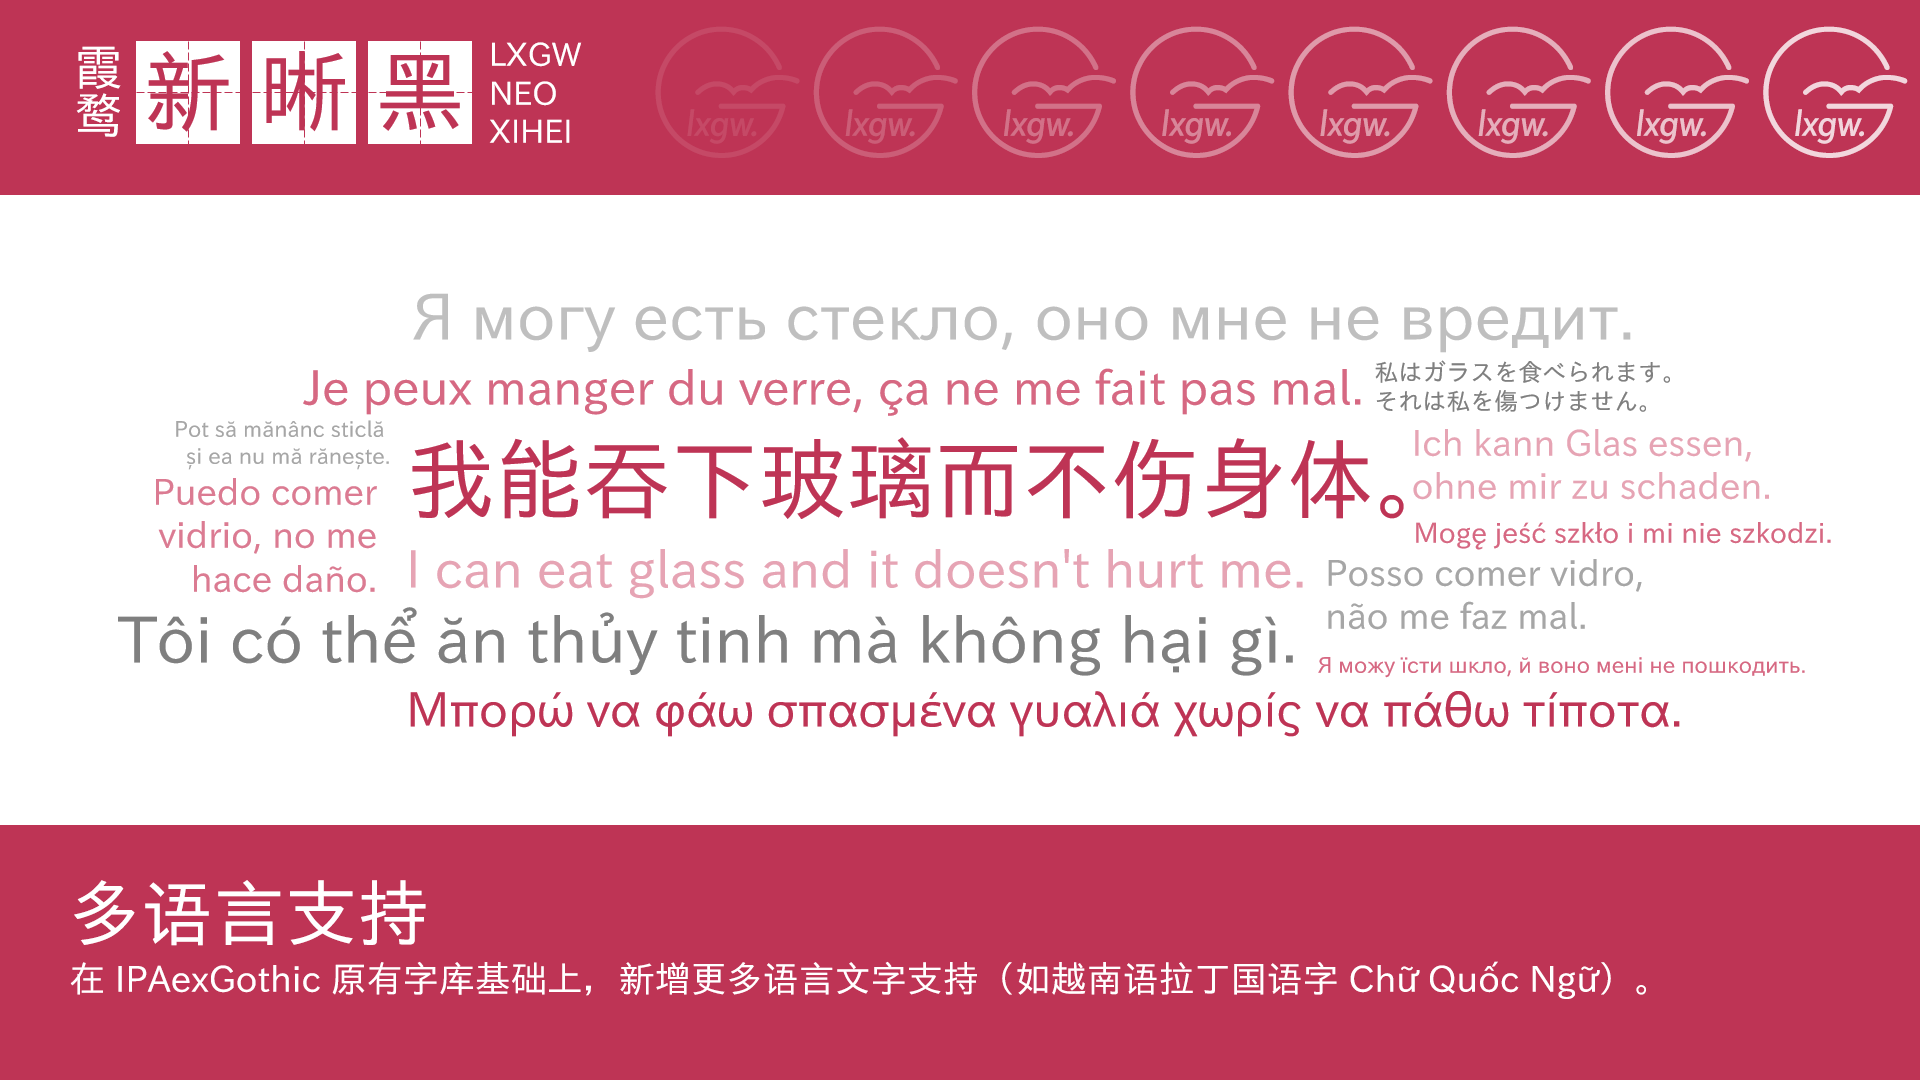 霞鹜
新晰黑
LXGW
NEO
XIHEI
lxgw.
lxgw.
lxgw.
lxgw.
lxgw.
lxgw.
lxgw.
lxgw.
Я могу есть стекло, оно мне не вредит.
Je peux manger du verre, ça ne me fait pas mal.
私はガラスを食べられます。
それは私を傷つけません。
Pot să mănânc sticlă
și ea nu mă rănește.
Puedo comer
vidrio, no me
hace daño.
我能吞下玻璃而不伤身体。
Ich kann Glas essen,
ohne mir zu schaden.
Mogę jeść szkło i mi nie szkodzi.
I can eat glass and it doesn't hurt me.
Posso comer vidro,
não me faz mal.
Tôi có thể ăn thủy tinh mà không hại gì.
Я можу їсти шкло, й воно мені не пошкодить.
Μπορώ να φάω σπασμένα γυαλιά χωρίς να πάθω τίποτα.
多语言支持
在 IPAexGothic 原有字库基础上，新增更多语言文字支持（如越南语拉丁国语字 Chữ Quốc Ngữ）。